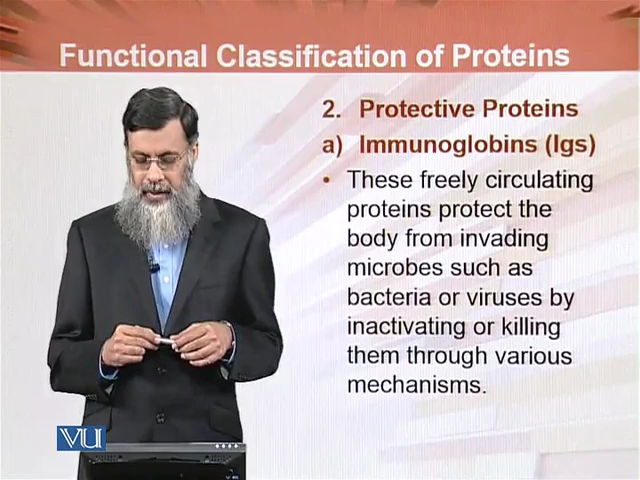 Functional Classification of Proteins
2. Protective Proteins
a) Immunoglobins (Igs)
• These freely circulating
proteins protect the
body from invading
microbes such as
bacteria or viruses by
inactivating or killing
them through various
mechanisms.
VU